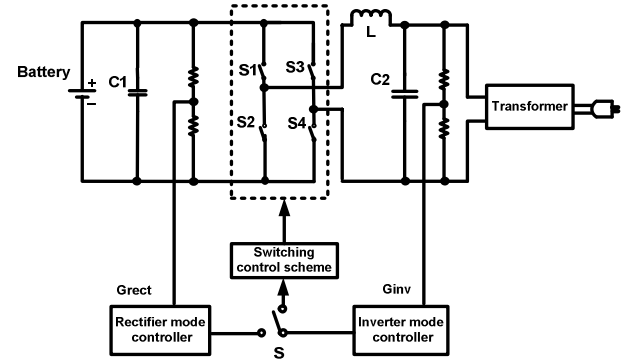 Battery
+
−
C1
S1
S3
S2
S4
L
C2
Transformer
Switching
control scheme
Grect
Ginv
Rectifier mode
controller
S
Inverter mode
controller